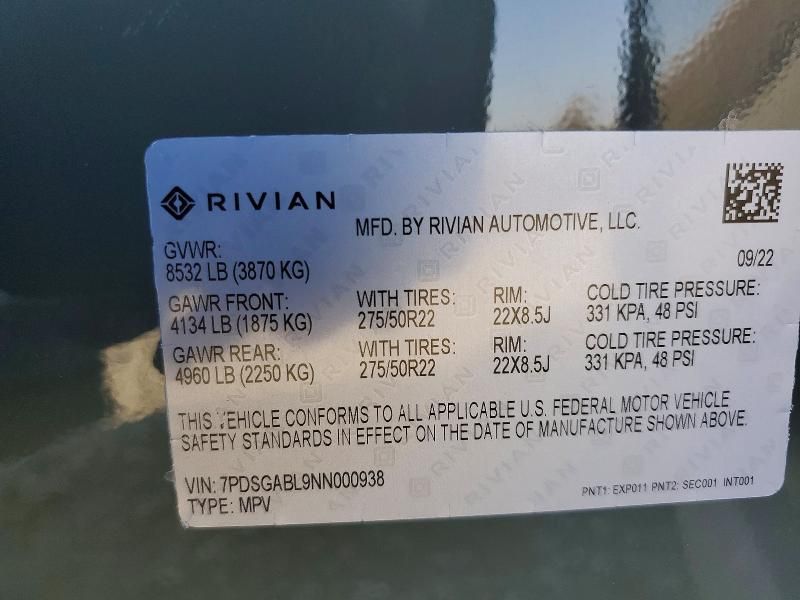 RIVIAN
MFD. BY RIVIAN AUTOMOTIVE, LLC.
GVWR:
8532 LB (3870 KG)
09/22
GAWR FRONT: WITH TIRES: RIM: COLD TIRE PRESSURE:
4134 LB (1875 KG) 275/50R22 22X8.5J 331 KPA, 48 PSI
GAWR REAR: WITH TIRES: RIM: COLD TIRE PRESSURE:
4960 LB (2250 KG) 275/50R22 22X8.5J 331 KPA, 48 PSI
THIS VEHICLE CONFORMS TO ALL APPLICABLE U.S. FEDERAL MOTOR VEHICLE
SAFETY STANDARDS IN EFFECT ON THE DATE OF MANUFACTURE SHOWN ABOVE.
VIN: 7PDSGABL9NN000938
TYPE: MPV
PNT1: EXP011 PNT2: SEC001 INT001